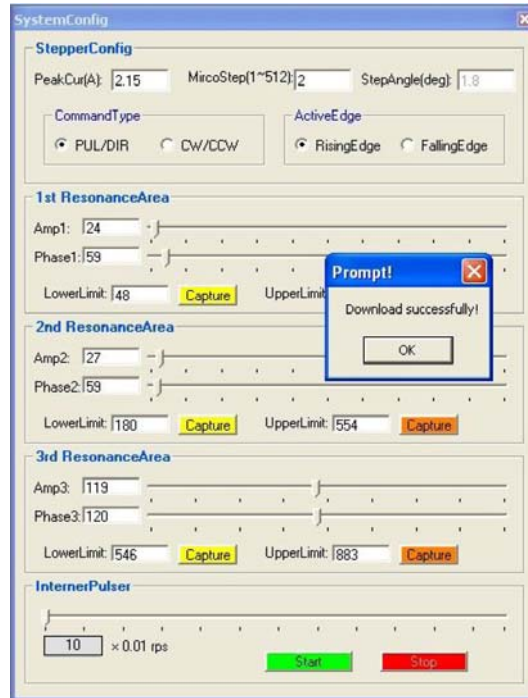 SystemConfig
StepperConfig
PeakCur(A): 2.15 MircoStep(1~512): 2 StepAngle(deg): 1.8
CommandType ActiveEdge
PUL/DIR CW/CCW RisingEdge FallingEdge
1st ResonanceArea
Amp1: 24
Phase1: 59
LowerLimit: 48 Capture UpperLimit
Prompt!
Download successfully!
OK
2nd ResonanceArea
Amp2: 27
Phase2: 59
LowerLimit: 180 Capture UpperLimit: 554 Capture
3rd ResonanceArea
Amp3: 119
Phase3: 120
LowerLimit: 546 Capture UpperLimit: 883 Capture
InternerPulser
10 × 0.01 rps
Start Stop